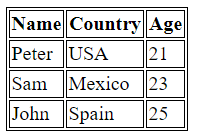 Name Country Age
Peter USA 21
Sam Mexico 23
John Spain 25